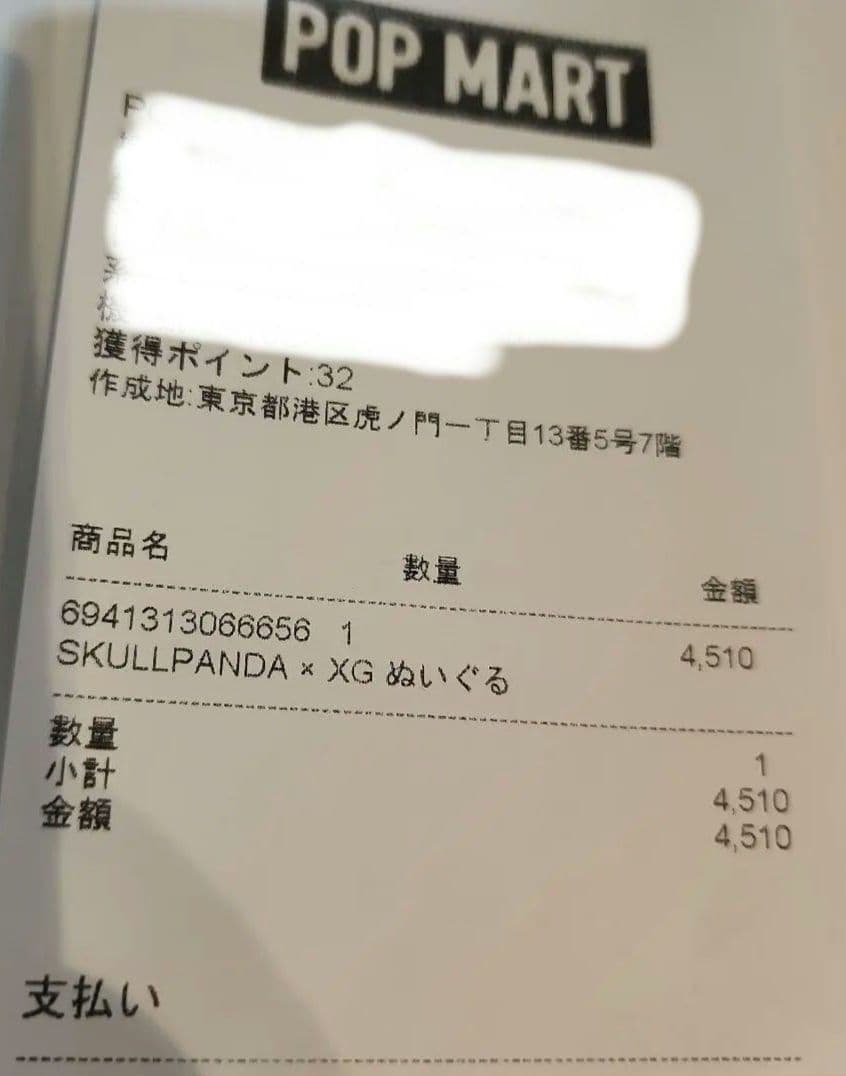 POP MART
獲得ポイント:32
作成地:東京都港区虎ノ門一丁目13番5号7階
商品名 数量 金額
6941313066656 1 4,510
SKULLPANDA × XG ぬいぐる
数量 1
小計 4,510
金額 4,510
支払い